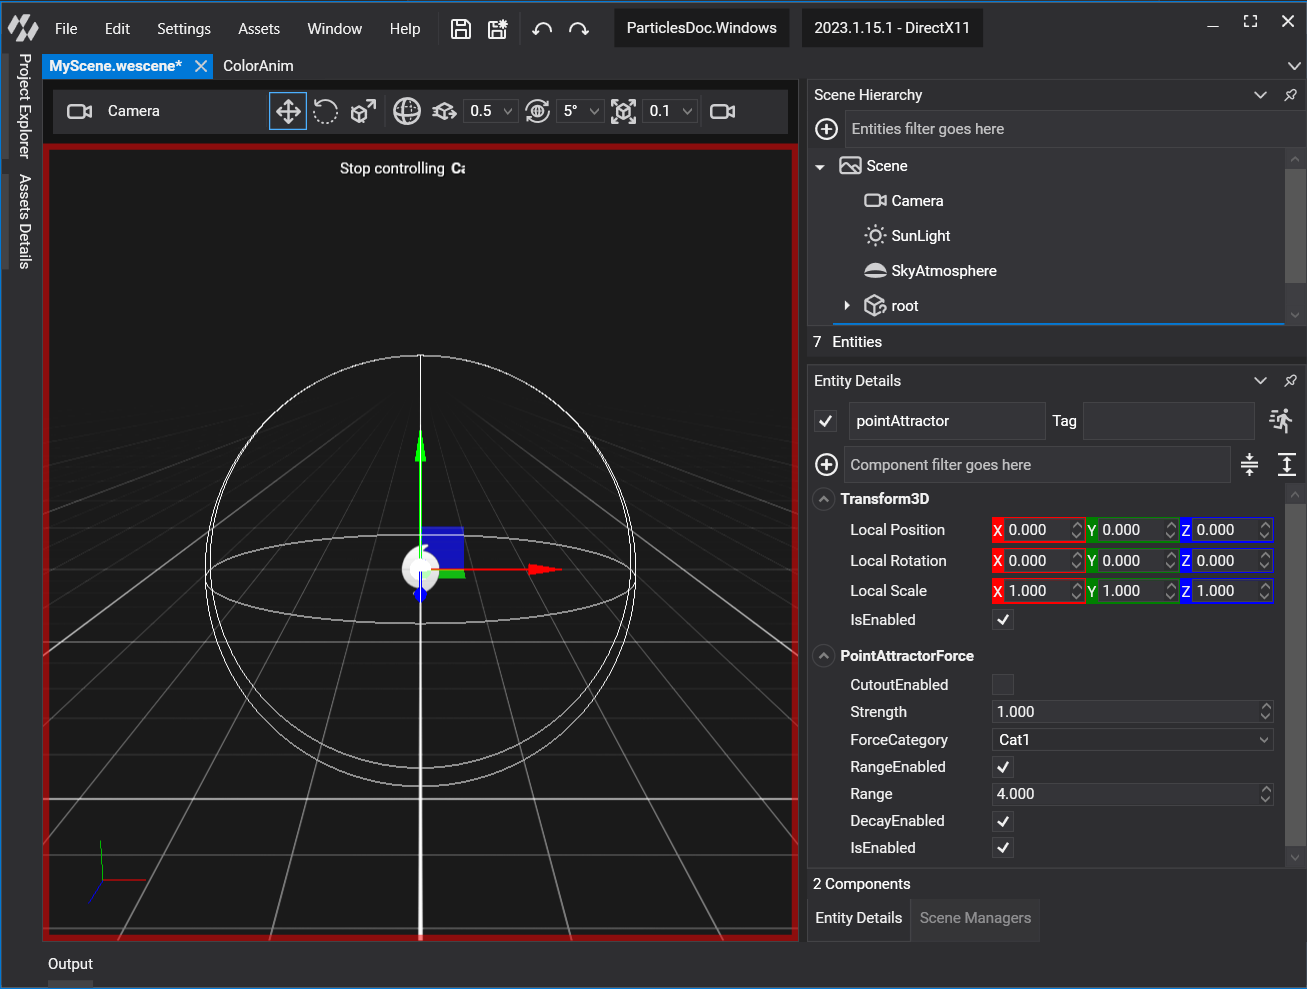 File Edit Settings Assets Window Help ParticlesDoc.Windows 2023.1.15.1 - DirectX11
Project Explorer
Assets Details
MyScene.wescene* ColorAnim
Camera 0.5 5° 0.1
Stop controlling
Scene Hierarchy
Entities filter goes here
Scene
Camera
SunLight
SkyAtmosphere
root
7 Entities
Entity Details
pointAttractor Tag
Component filter goes here
Transform3D
Local Position X 0.000 Y 0.000 Z 0.000
Local Rotation X 0.000 Y 0.000 Z 0.000
Local Scale X 1.000 Y 1.000 Z 1.000
IsEnabled
PointAttractorForce
CutoutEnabled
Strength 1.000
ForceCategory Cat1
RangeEnabled
Range 4.000
DecayEnabled
IsEnabled
2 Components
Entity Details Scene Managers
Output